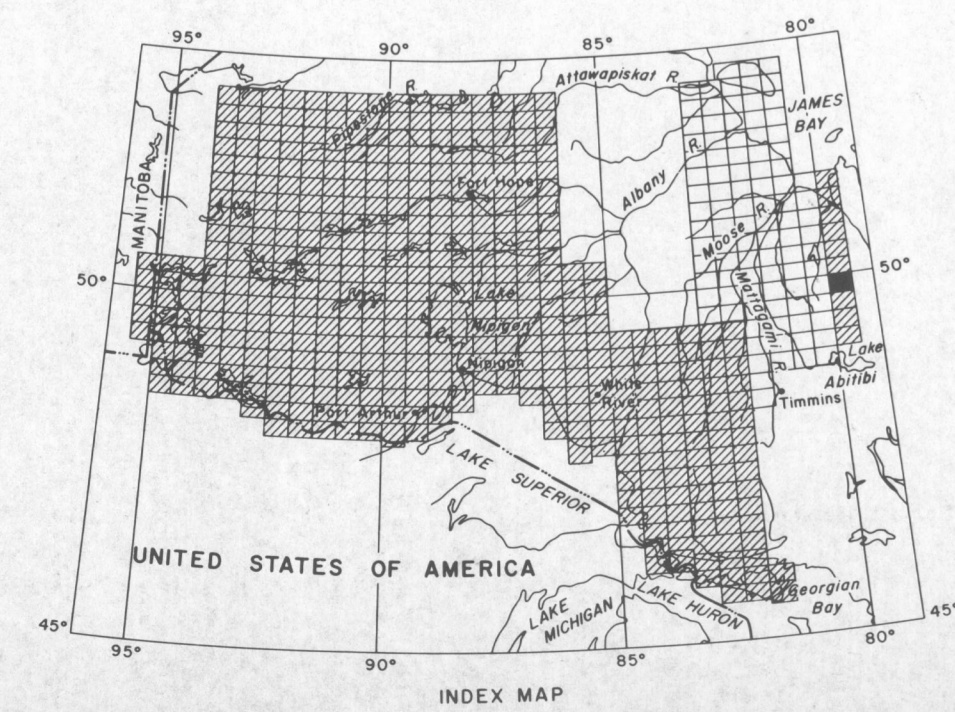 95°
90°
85°
80°
Attawapiskat R.
Pipestone R.
JAMES
BAY
MANITOBA
Fort Hope
Albany R.
Moose R.
50°
50°
Mattagami R.
Lake
Nipigon
Nipigon
Lake
Abitibi
White
River
Timmins
Port Arthur
LAKE SUPERIOR
UNITED STATES OF AMERICA
Georgian
Bay
LAKE HURON
LAKE
MICHIGAN
45°
45°
95°
90°
85°
80°
INDEX MAP